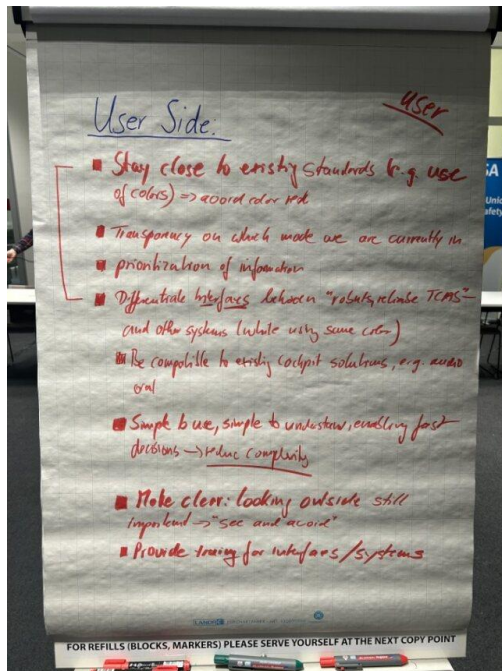 User
User Side:
▪ Stay close to existig standards (e.g. use
of colors) => avoid color red
▪ Transparency on which mode we are currently in
▪ prioritization of information
▪ Differentiate Interfaces between "robust, reliable TCAS"
and other systems (while using same color)
▪ Be compatible to existig cockpit solutions, e.g. audio
oral
▪ Simple to use, simple to understand, enabling fast
decisions → reduce complexity
▪ Make clear: looking outside still
important → "see and avoid"
▪ Provide training for interfaces/systems
FOR REFILLS (BLOCKS, MARKERS) PLEASE SERVE YOURSELF AT THE NEXT COPY POINT